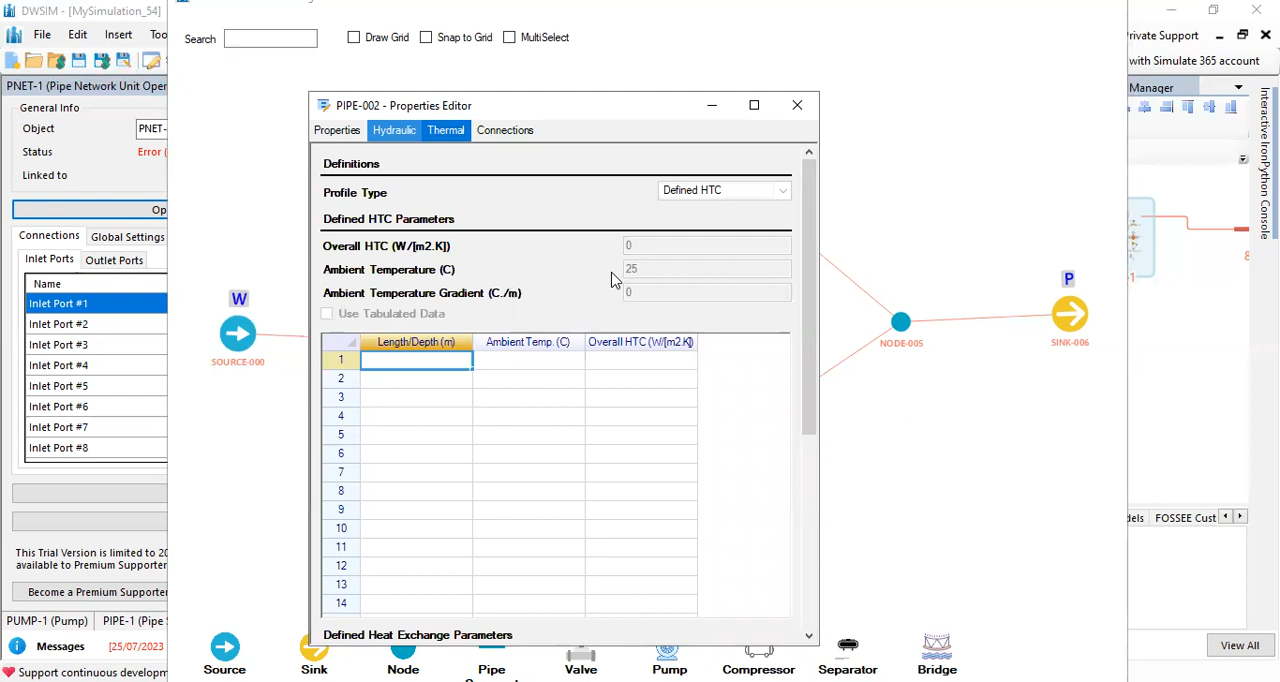 DWSIM - [MySimulation_54]
File Edit Insert Too
Private Support
with Simulate 365 account
Search Draw Grid Snap to Grid MultiSelect
PNET-1 (Pipe Network Unit Oper
Manager
General Info
Object PNET-
Status Error (
Linked to
Op
Connections Global Settings
Inlet Ports Outlet Ports
Name
Inlet Port #1
Inlet Port #2
Inlet Port #3
Inlet Port #4
Inlet Port #5
Inlet Port #6
Inlet Port #7
Inlet Port #8
This Trial Version is limited to 20
available to Premium Supporter
Become a Premium Supporter
PUMP-1 (Pump) PIPE-1 (Pipe S
Messages [25/07/2023
Support continuous developm
W
SOURCE-000
PIPE-002 - Properties Editor
Properties Hydraulic Thermal Connections
Definitions
Profile Type Defined HTC
Defined HTC Parameters
Overall HTC (W/[m2.K]) 0
Ambient Temperature (C) 25
Ambient Temperature Gradient (C./m) 0
Use Tabulated Data
Length/Depth (m) Ambient Temp. (C) Overall HTC (W/[m2.K])
1
2
3
4
5
6
7
8
9
10
11
12
13
14
Defined Heat Exchange Parameters
NODE-005
P
SINK-006
Source Sink Node Pipe Valve Pump Compressor Separator Bridge
Interactive IronPython Console
-1
8
dels FOSSEE Cust
View All